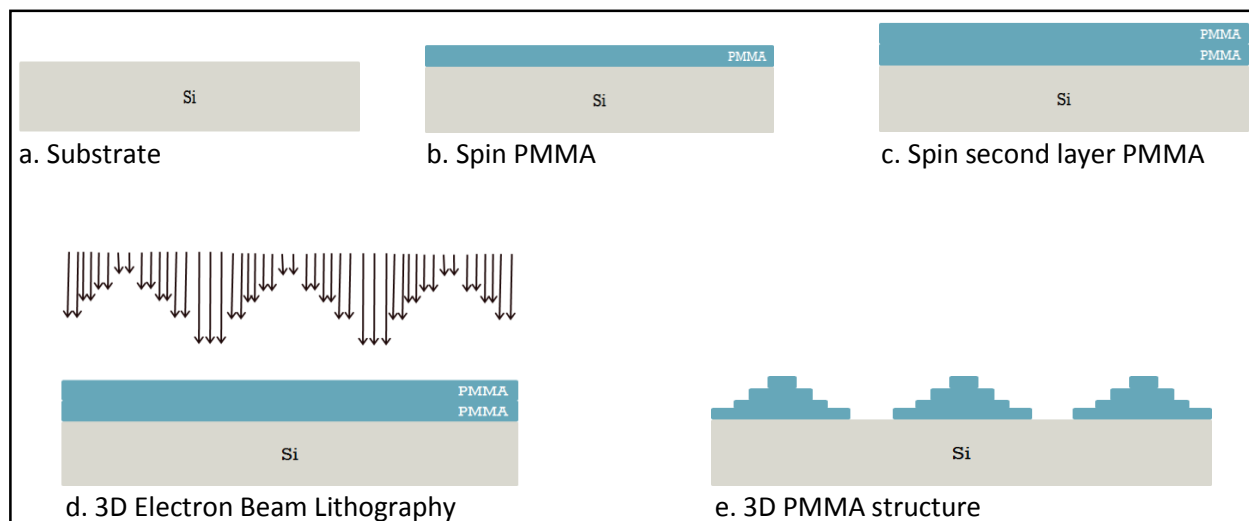 Si
a. Substrate
PMMA
Si
b. Spin PMMA
PMMA
PMMA
Si
c. Spin second layer PMMA
PMMA
PMMA
Si
d. 3D Electron Beam Lithography
Si
e. 3D PMMA structure